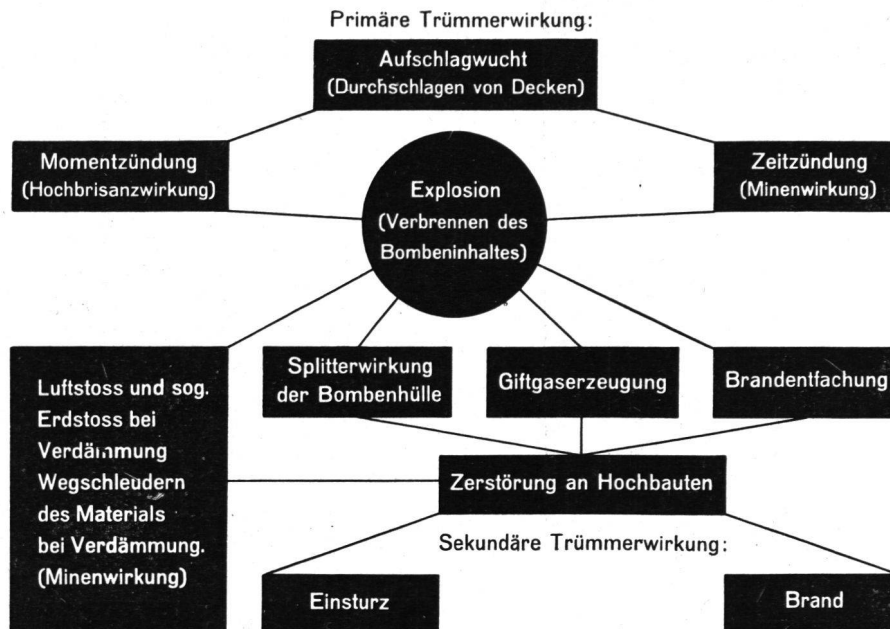 Primäre Trümmerwirkung:
Aufschlagwucht
(Durchschlagen von Decken)
Momentzündung
(Hochbrisanzwirkung)
Zeitzündung
(Minenwirkung)
Explosion
(Verbrennen des
Bombeninhaltes)
Luftstoss und sog.
Erdstoss bei
Verdämmung
Wegschleudern
des Materials
bei Verdämmung.
(Minenwirkung)
Splitterwirkung
der Bombenhülle
Giftgaserzeugung
Brandentfachung
Zerstörung an Hochbauten
Sekundäre Trümmerwirkung:
Einsturz
Brand